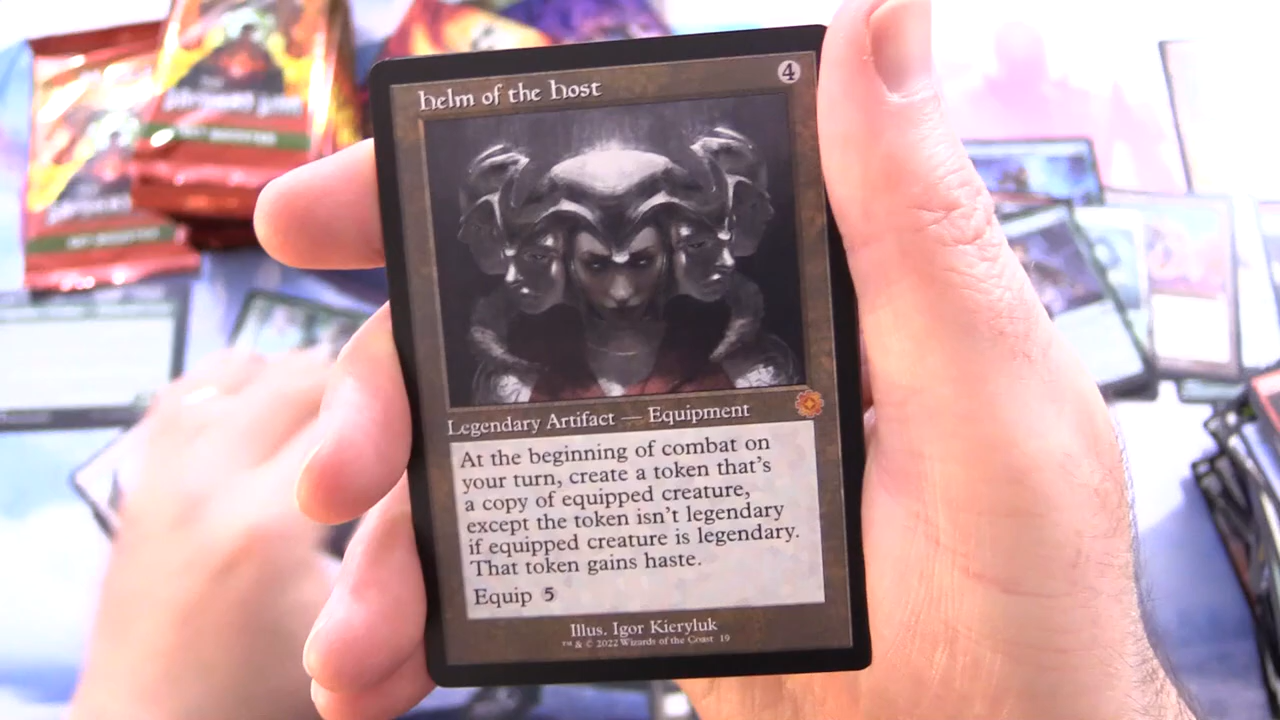 helm of the host
4
Legendary Artifact — Equipment
At the beginning of combat on
your turn, create a token that's
a copy of equipped creature,
except the token isn't legendary
if equipped creature is legendary.
That token gains haste.
Equip 5
Illus. Igor Kieryluk
™ & © 2022 Wizards of the Coast 19